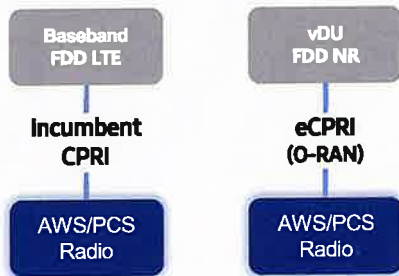 Baseband
FDD LTE
Incumbent
CPRI
AWS/PCS
Radio
vDU
FDD NR
eCPRI
(O-RAN)
AWS/PCS
Radio